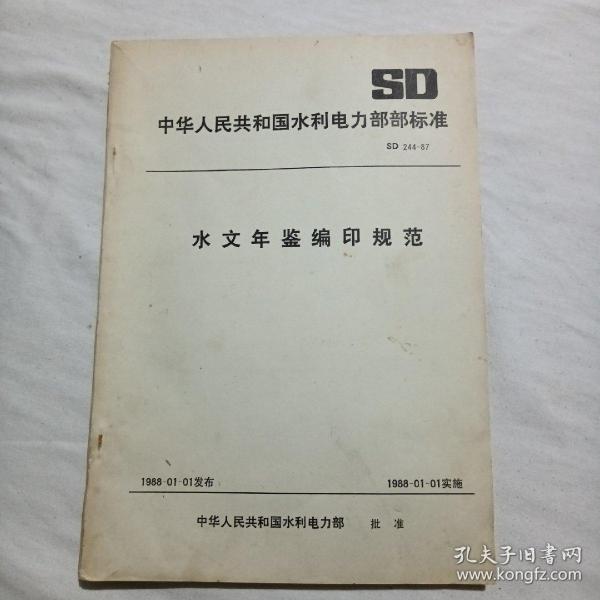 SD
中华人民共和国水利电力部部标准
SD 244-87
水文年鉴编印规范
1988-01-01发布
1988-01-01实施
中华人民共和国水利电力部 批准
孔夫子旧书网
www.kongfz.com